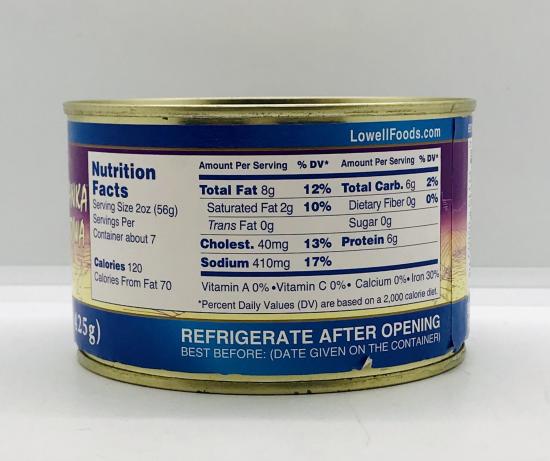 LowellFoods.com
Nutrition
Facts
Serving Size 2oz (56g)
Servings Per
Container about 7
Calories 120
Calories From Fat 70
Amount Per Serving % DV* Amount Per Serving % DV*
Total Fat 8g 12% Total Carb. 6g 2%
Saturated Fat 2g 10% Dietary Fiber 0g 0%
Trans Fat 0g Sugar 0g
Cholest. 40mg 13% Protein 6g
Sodium 410mg 17%
Vitamin A 0% • Vitamin C 0% • Calcium 0% • Iron 30%
*Percent Daily Values (DV) are based on a 2,000 calorie diet.
25g)
REFRIGERATE AFTER OPENING
BEST BEFORE: (DATE GIVEN ON THE CONTAINER)